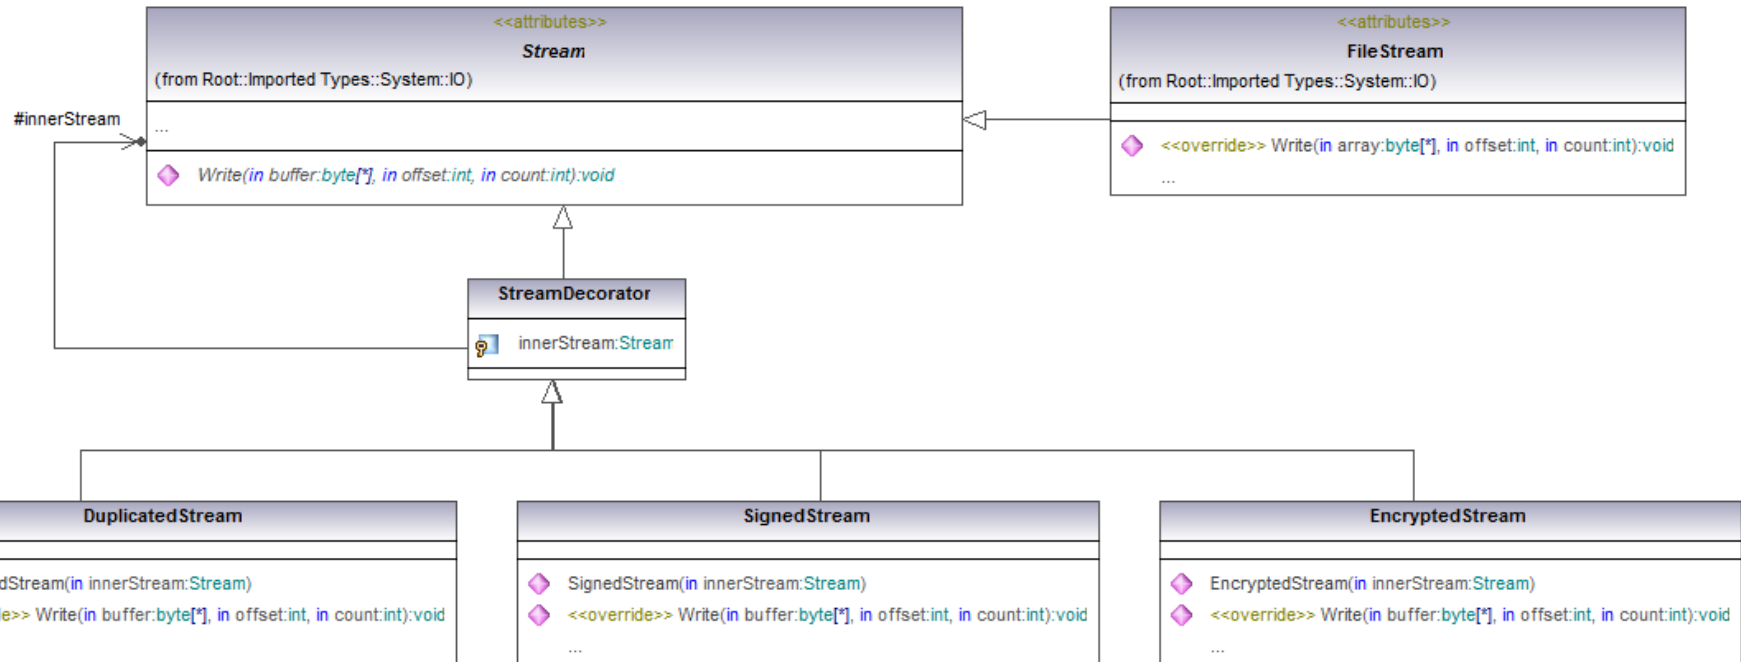 <<attributes>>
Stream
(from Root::Imported Types::System::IO)
...
Write(in buffer:byte[*], in offset:int, in count:int):void
<<attributes>>
FileStream
(from Root::Imported Types::System::IO)
<<override>> Write(in array:byte[*], in offset:int, in count:int):void
...
#innerStream
StreamDecorator
innerStream:Stream
DuplicatedStream
dStream(in innerStream:Stream)
le>> Write(in buffer:byte[*], in offset:int, in count:int):void
SignedStream
SignedStream(in innerStream:Stream)
<<override>> Write(in buffer:byte[*], in offset:int, in count:int):void
...
EncryptedStream
EncryptedStream(in innerStream:Stream)
<<override>> Write(in buffer:byte[*], in offset:int, in count:int):void
...